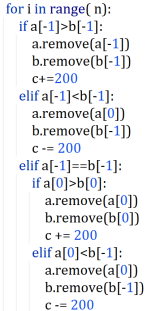 for i in range( n):
if a[-1]>b[-1]:
a.remove(a[-1])
b.remove(b[-1])
c+=200
elif a[-1]<b[-1]:
a.remove(a[0])
b.remove(b[-1])
c -= 200
elif a[-1]==b[-1]:
if a[0]>b[0]:
a.remove(a[0])
b.remove(b[0])
c += 200
elif a[0]<b[-1]:
a.remove(a[0])
b.remove(b[-1])
c -= 200